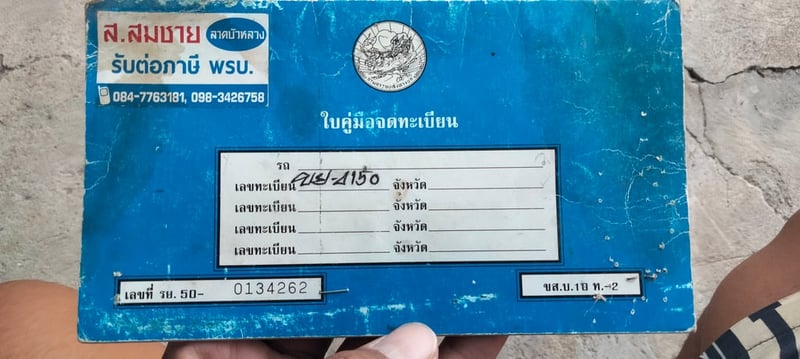 ส.สมชาย ลาดบัวหลวง
รับต่อภาษี พรบ.
084-7763181, 098-3426758
ใบคู่มือจดทะเบียน
รถ
เลขทะเบียน จังหวัด
เลขทะเบียน จังหวัด
เลขทะเบียน จังหวัด
เลขทะเบียน จังหวัด
เลขที่ รย. 50- 0134262
ขส.บ.10 ท.-2